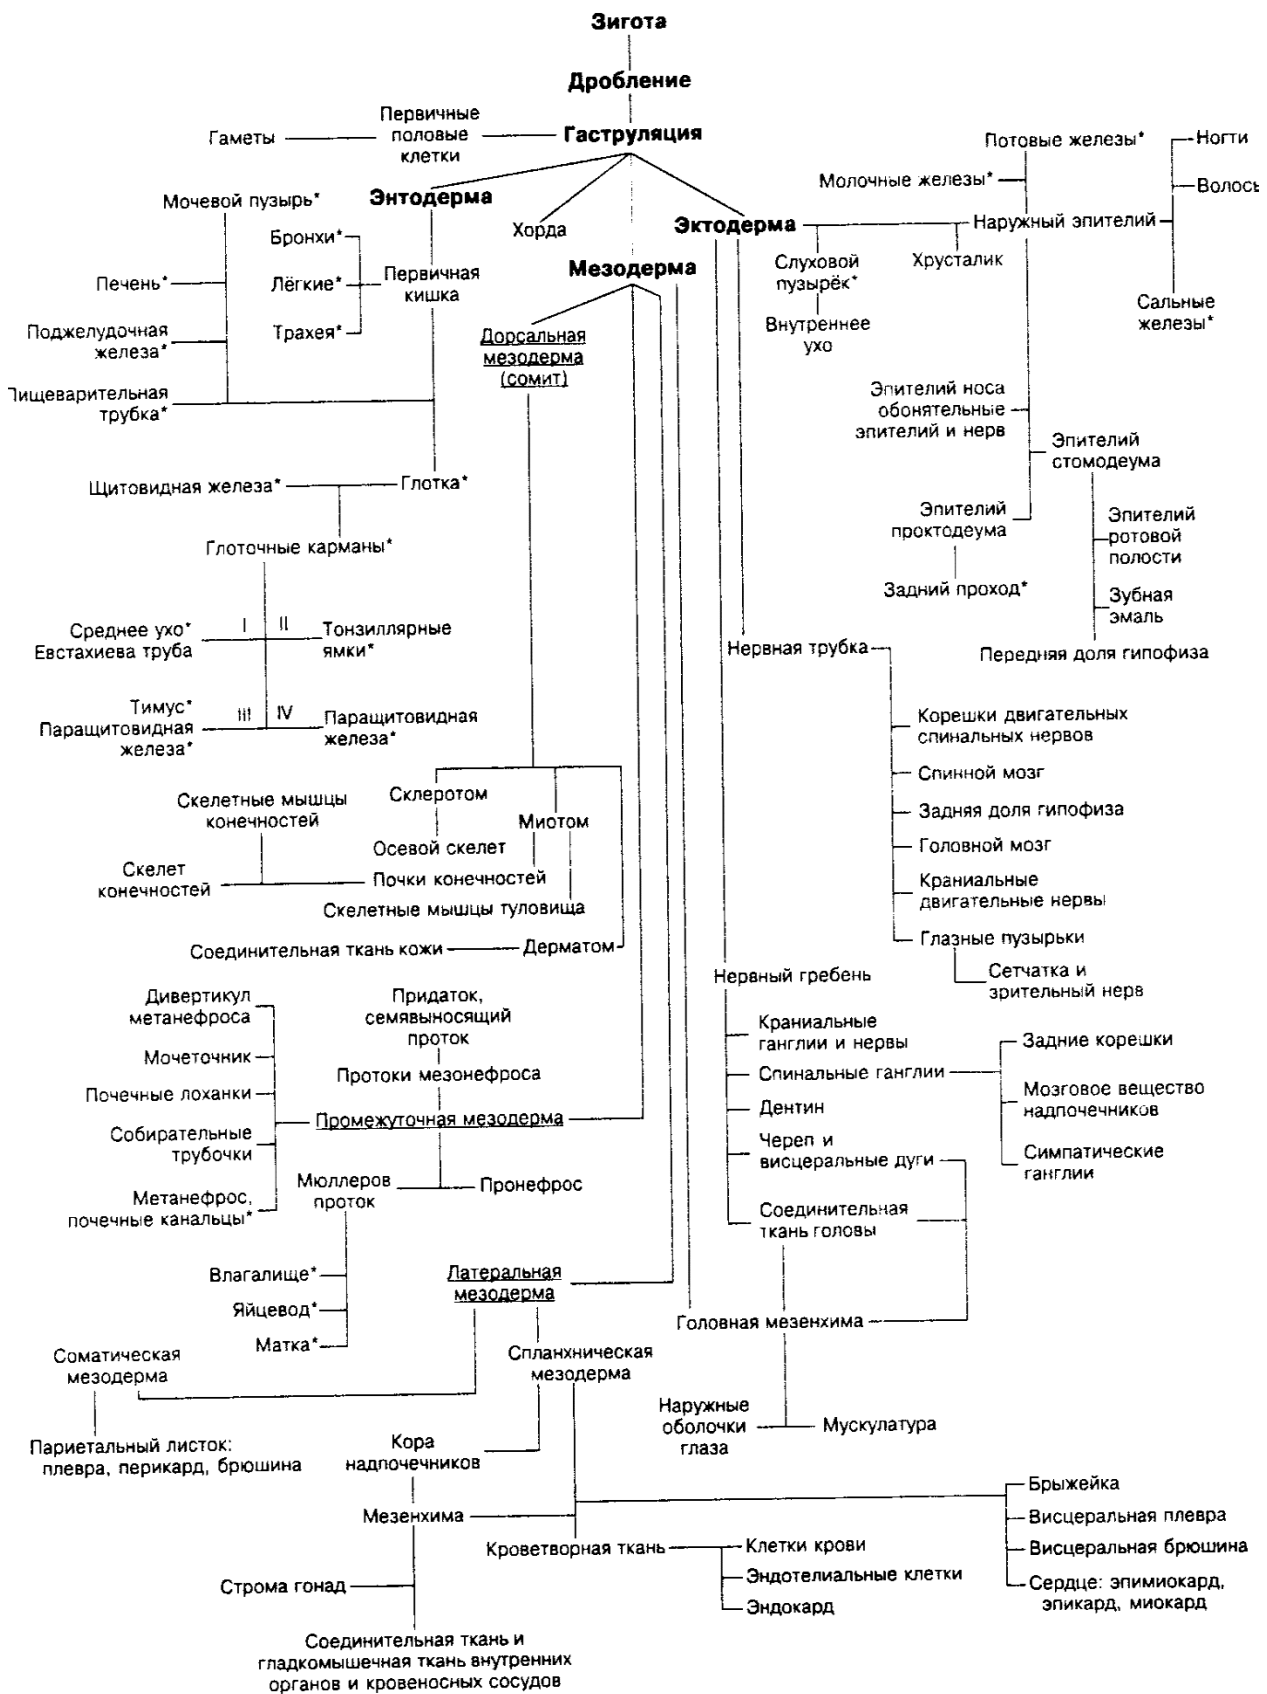 Зигота
Дробление
Первичные
половые
клетки
Гаметы
Гаструляция
Потовые железы*
Ногти
Молочные железы*
Волось
Мочевой пузырь*
Энтодерма
Хорда
Эктодерма
Наружный эпителий
Бронхи*
Печень*
Лёгкие*
Первичная
кишка
Мезодерма
Слуховой
пузырёк*
Хрусталик
Поджелудочная
железа*
Трахея*
Дорсальная
мезодерма
(сомит)
Внутреннее
ухо
Сальные
железы*
Пищеварительная
трубка*
Эпителий носа
обонятельные
эпителий и нерв
Эпителий
стомодеума
Щитовидная железа*
Глотка*
Глоточные карманы*
Эпителий
проктодеума
Эпителий
ротовой
полости
Задний проход*
Зубная
эмаль
Среднее ухо*
Евстахиева труба
I
II
Тонзиллярные
ямки*
Нервная трубка
Передняя доля гипофиза
Тимус*
Паращитовидная
железа*
III
IV
Паращитовидная
железа*
Корешки двигательных
спинальных нервов
Спинной мозг
Задняя доля гипофиза
Головной мозг
Краниальные
двигательные нервы
Глазные пузырьки
Сетчатка и
зрительный нерв
Скелетные мышцы
конечностей
Склеротом
Миотом
Осевой скелет
Скелет
конечностей
Почки конечностей
Скелетные мышцы туловища
Соединительная ткань кожи
Дерматом
Нервный гребень
Дивертикул
метанефроса
Придаток,
семявыносящий
проток
Краниальные
ганглии и нервы
Задние корешки
Мочеточник
Протоки мезонефроса
Спинальные ганглии
Почечные лоханки
Мозговое вещество
надпочечников
Промежуточная мезодерма
Дентин
Собирательные
трубочки
Череп и
висцеральные дуги
Симпатические
ганглии
Метанефрос,
почечные канальцы*
Мюллеров
проток
Пронефрос
Соединительная
ткань головы
Влагалище*
Латеральная
мезодерма
Яйцевод*
Головная мезенхима
Матка*
Соматическая
мезодерма
Спланхническая
мезодерма
Наружные
оболочки
глаза
Мускулатура
Париетальный листок:
плевра, перикард, брюшина
Кора
надпочечников
Брыжейка
Мезенхима
Висцеральная плевра
Кроветворная ткань
Клетки крови
Висцеральная брюшина
Строма гонад
Эндотелиальные клетки
Сердце: эпимиокард,
эпикард, миокард
Эндокард
Соединительная ткань и
гладкомышечная ткань внутренних
органов и кровеносных сосудов